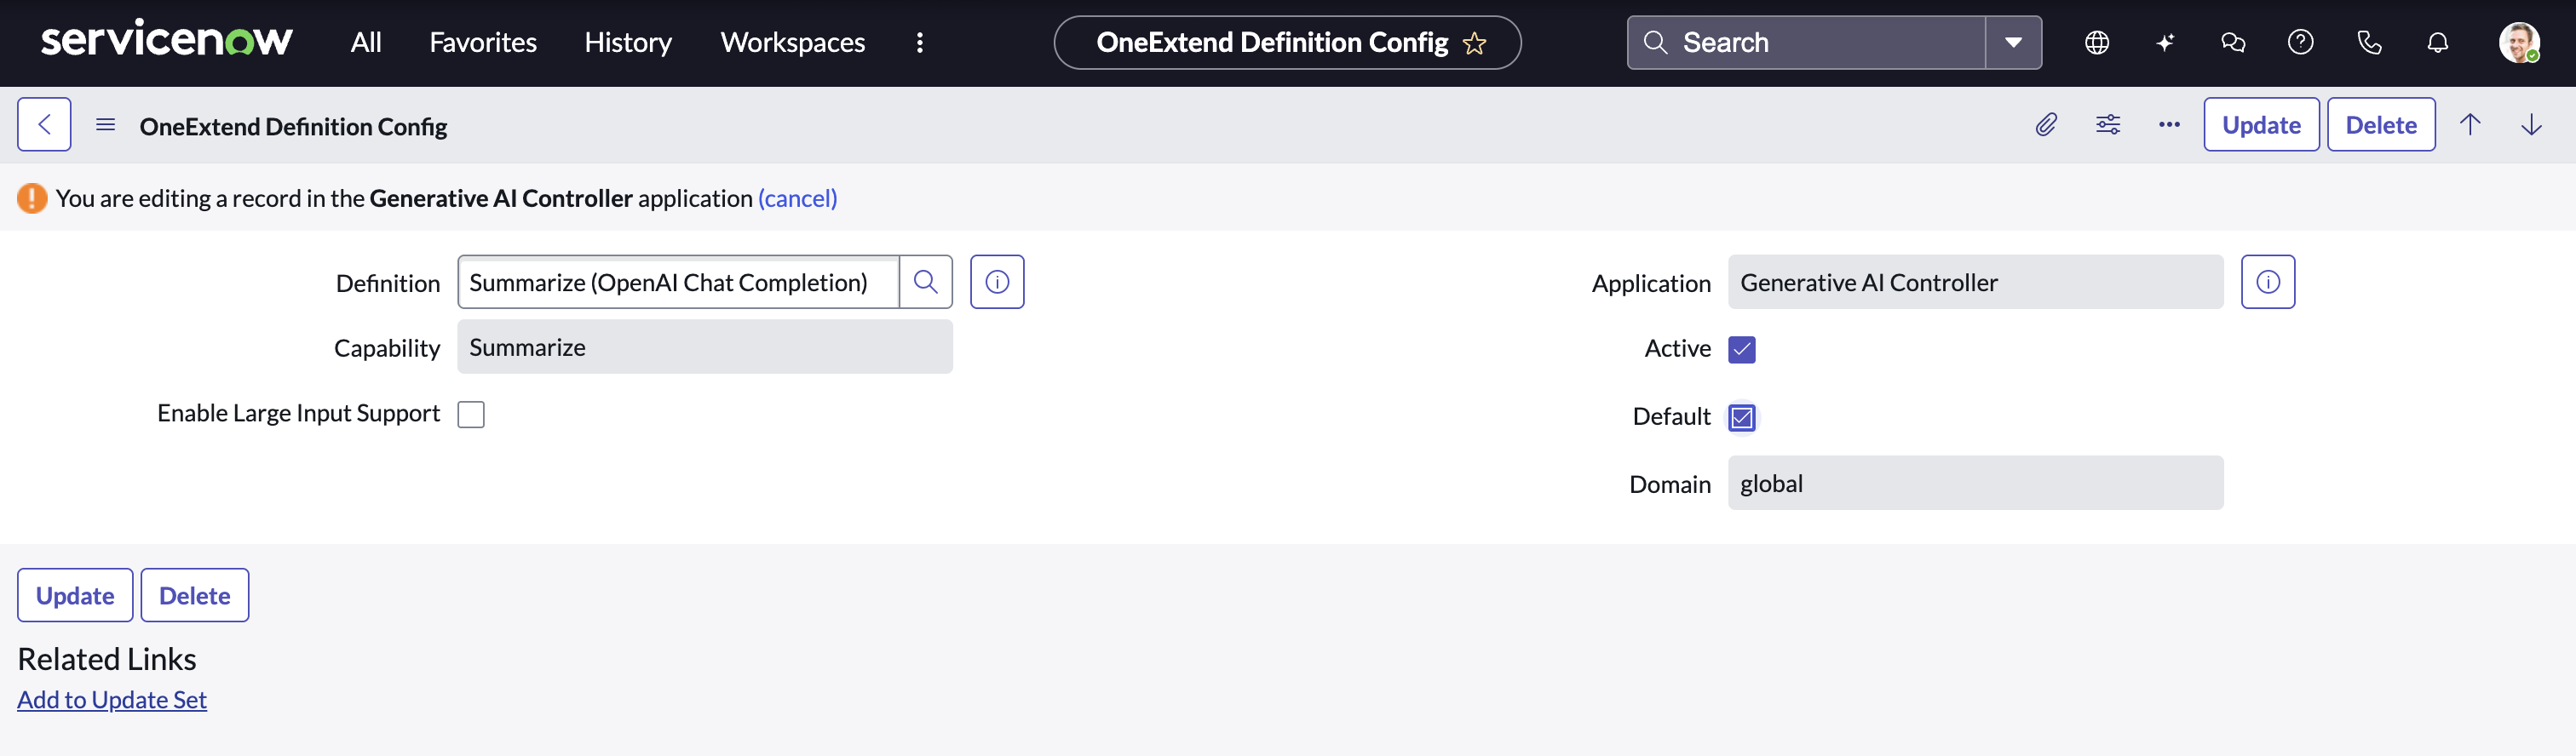 servicenow All Favorites History Workspaces OneExtend Definition Config Search
OneExtend Definition Config Update Delete
You are editing a record in the Generative AI Controller application (cancel)
Definition Summarize (OpenAI Chat Completion) Application Generative AI Controller
Capability Summarize Active
Enable Large Input Support Default
Domain global
Update Delete
Related Links
Add to Update Set